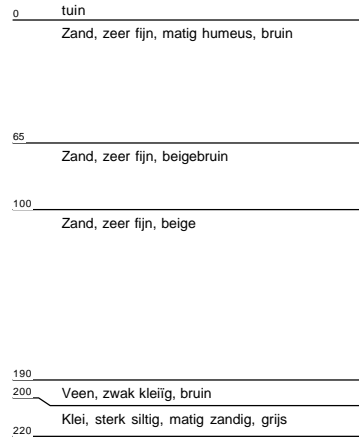 0 tuin
Zand, zeer fijn, matig humeus, bruin
65
Zand, zeer fijn, beigebruin
100
Zand, zeer fijn, beige
190
200 Veen, zwak kleiïg, bruin
Klei, sterk siltig, matig zandig, grijs
220